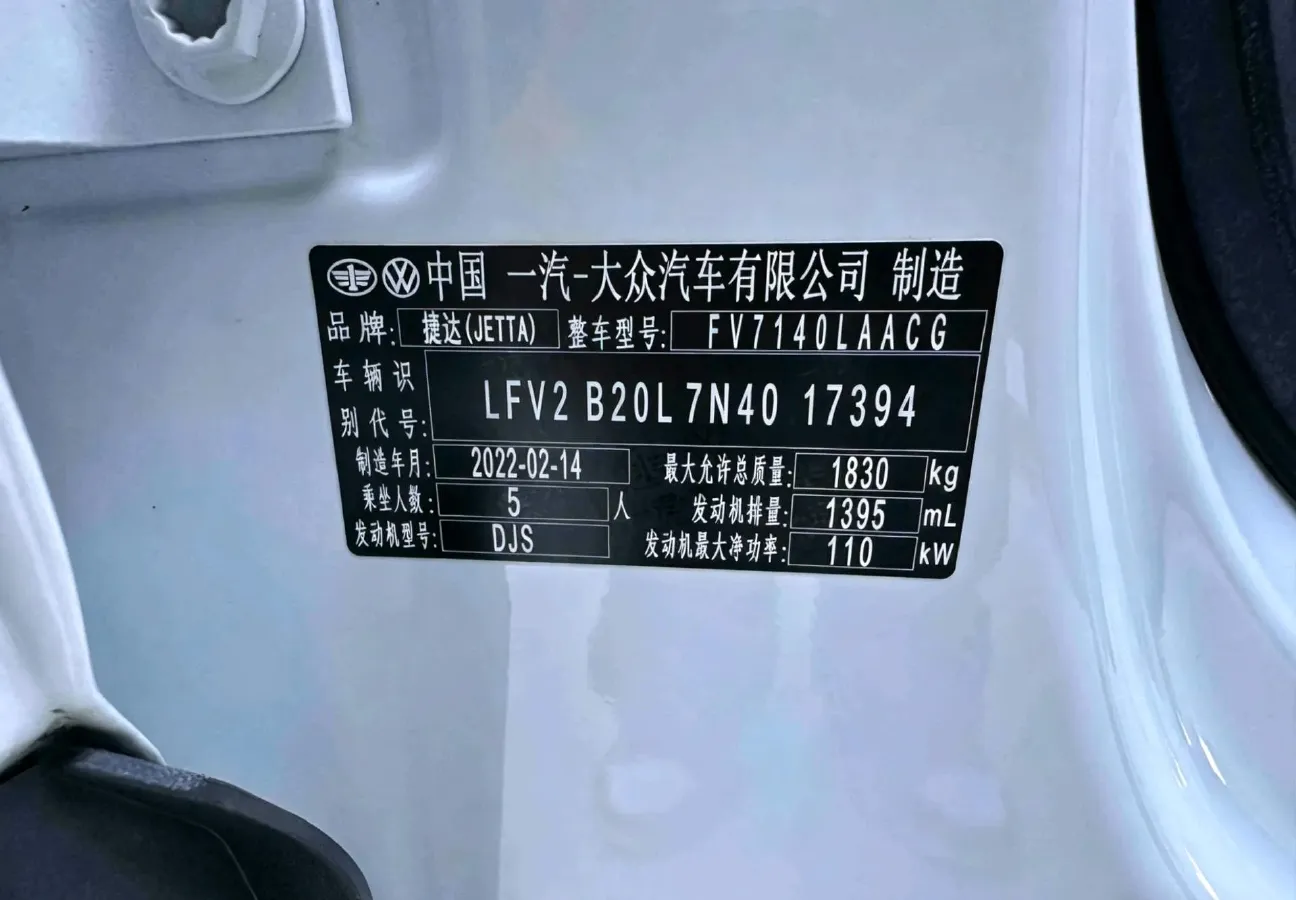 中国 一汽-大众汽车有限公司 制造
品牌: 捷达(JETTA) 整车型号: FV7140LAACG
车辆识别代号: LFV2 B20L 7N40 17394
制造年月: 2022-02-14 最大允许总质量: 1830 kg
乘坐人数: 5 人 发动机排量: 1395 mL
发动机型号: DJS 发动机最大净功率: 110 kW